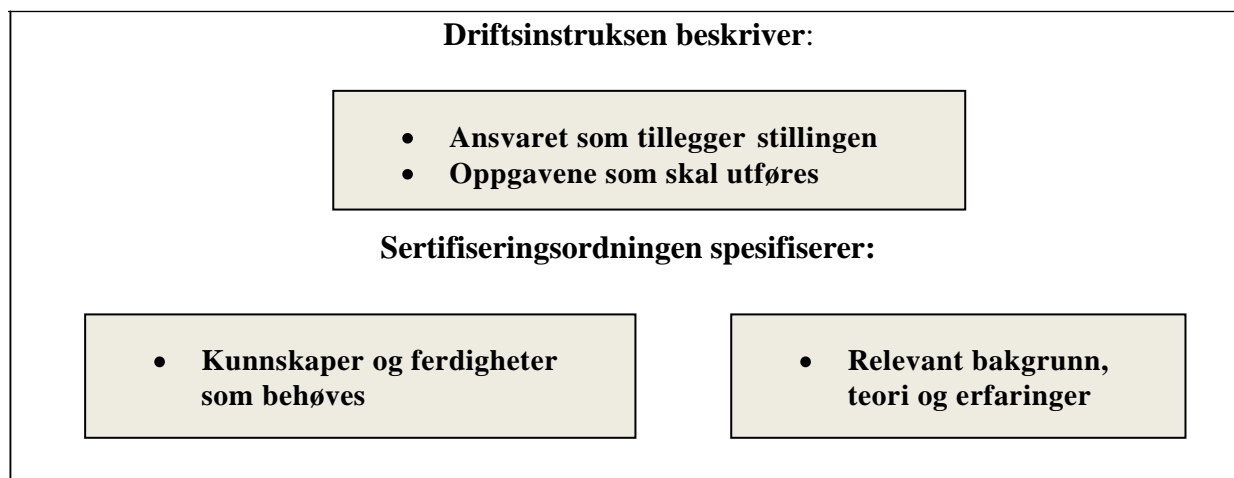 Driftsinstruksen beskriver:
• Ansvaret som tillegger stillingen
• Oppgavene som skal utføres
Sertifiseringsordningen spesifiserer:
• Kunnskaper og ferdigheter
som behøves
• Relevant bakgrunn,
teori og erfaringer